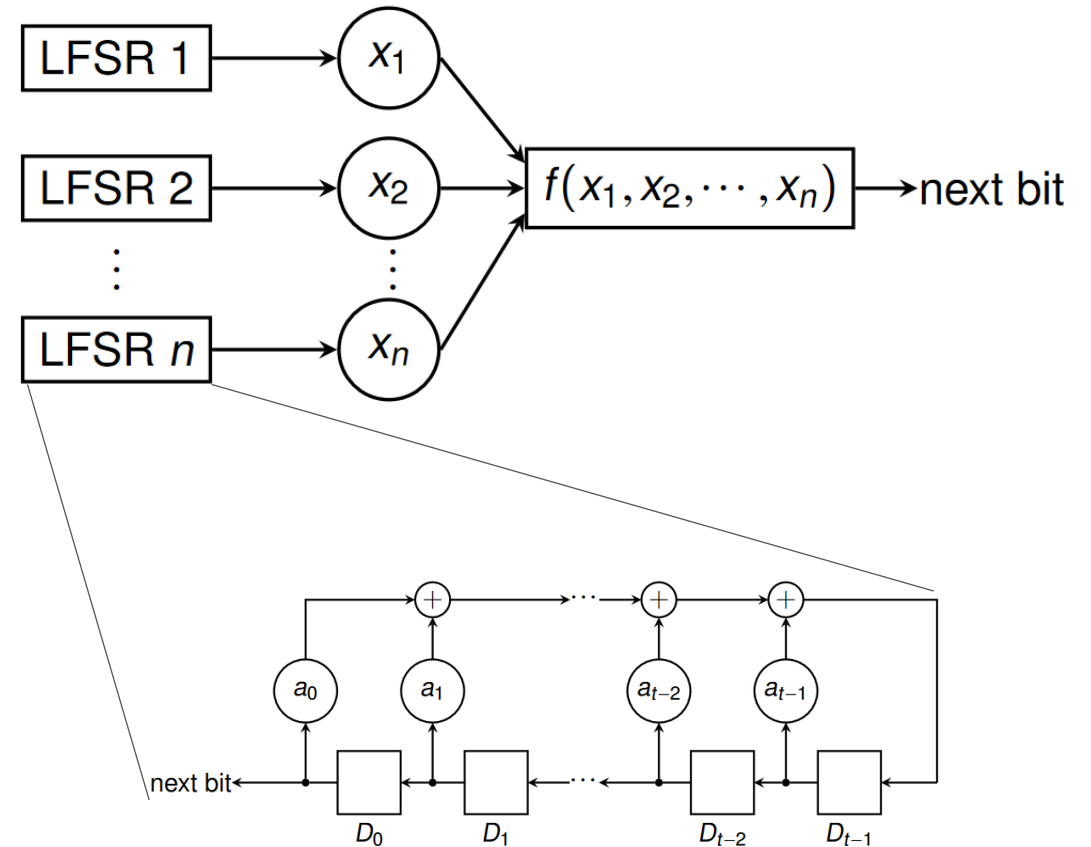 LFSR 1
x₁
LFSR 2
x₂
f(x₁, x₂, ⋯, xₙ)
next bit
⋮
⋮
LFSR n
xₙ
+
⋯
+
+
a₀
a₁
aₜ₋₂
aₜ₋₁
next bit
⋯
D₀
D₁
Dₜ₋₂
Dₜ₋₁